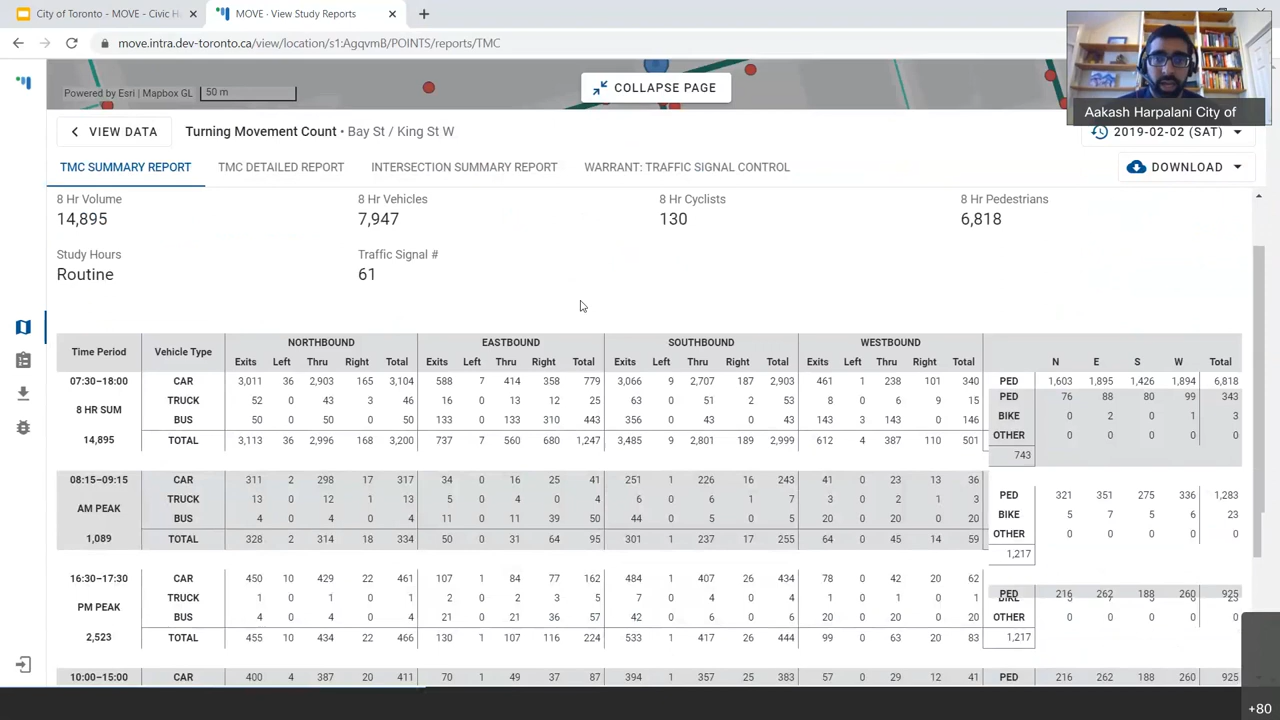 City of Toronto - MOVE - Civic H
MOVE · View Study Reports
move.intra.dev-toronto.ca/view/location/s1:AgqvmB/POINTS/reports/TMC
Powered by Esri | Mapbox GL 50 m
COLLAPSE PAGE
Aakash Harpalani City of
VIEW DATA Turning Movement Count • Bay St / King St W 2019-02-02 (SAT)
TMC SUMMARY REPORT TMC DETAILED REPORT INTERSECTION SUMMARY REPORT WARRANT: TRAFFIC SIGNAL CONTROL DOWNLOAD
8 Hr Volume 8 Hr Vehicles 8 Hr Cyclists 8 Hr Pedestrians
14,895 7,947 130 6,818
Study Hours Traffic Signal #
Routine 61
Time Period Vehicle Type NORTHBOUND EASTBOUND SOUTHBOUND WESTBOUND
Exits Left Thru Right Total Exits Left Thru Right Total Exits Left Thru Right Total Exits Left Thru Right Total N E S W Total
07:30–18:00 CAR 3,011 36 2,903 165 3,104 588 7 414 358 779 3,066 9 2,707 187 2,903 461 1 238 101 340 PED 1,603 1,895 1,426 1,894 6,818
TRUCK 52 0 43 3 46 16 0 13 12 25 63 0 51 2 53 8 0 6 9 15 PED 76 88 80 99 343
8 HR SUM
BUS 50 0 50 0 50 133 0 133 310 443 356 0 43 0 43 143 3 143 0 146 BIKE 0 2 0 1 3
14,895 TOTAL 3,113 36 2,996 168 3,200 737 7 560 680 1,247 3,485 9 2,801 189 2,999 612 4 387 110 501 OTHER 0 0 0 0 0
743
08:15–09:15 CAR 311 2 298 17 317 34 0 16 25 41 251 1 226 16 243 41 0 23 13 36 PED 321 351 275 336 1,283
TRUCK 13 0 12 1 13 5 0 4 0 4 6 0 6 1 7 3 0 2 1 3
AM PEAK
BUS 4 0 4 0 4 11 0 11 39 50 44 0 5 0 5 20 0 20 0 20 BIKE 5 7 5 6 23
1,089 TOTAL 328 2 314 18 334 50 0 31 64 95 301 1 237 17 255 64 0 45 14 59 OTHER 0 0 0 0 0
1,217
16:30–17:30 CAR 450 10 429 22 461 107 1 84 77 162 484 1 407 26 434 78 0 42 20 62
TRUCK 1 0 1 0 1 2 0 2 3 5 7 0 4 0 4 1 0 1 0 1 PED 216 262 188 260 925
PM PEAK
BUS 4 0 4 0 4 21 0 21 36 57 42 0 6 0 6 20 0 20 0 20 OTHER 0 0 0 0 0
2,523 TOTAL 455 10 434 22 466 130 1 107 116 224 533 1 417 26 444 99 0 63 20 83 1,217
10:00–15:00 CAR 400 4 387 20 411 70 1 49 37 87 394 1 357 25 383 57 0 29 12 41 PED 216 262 188 260 925
+80